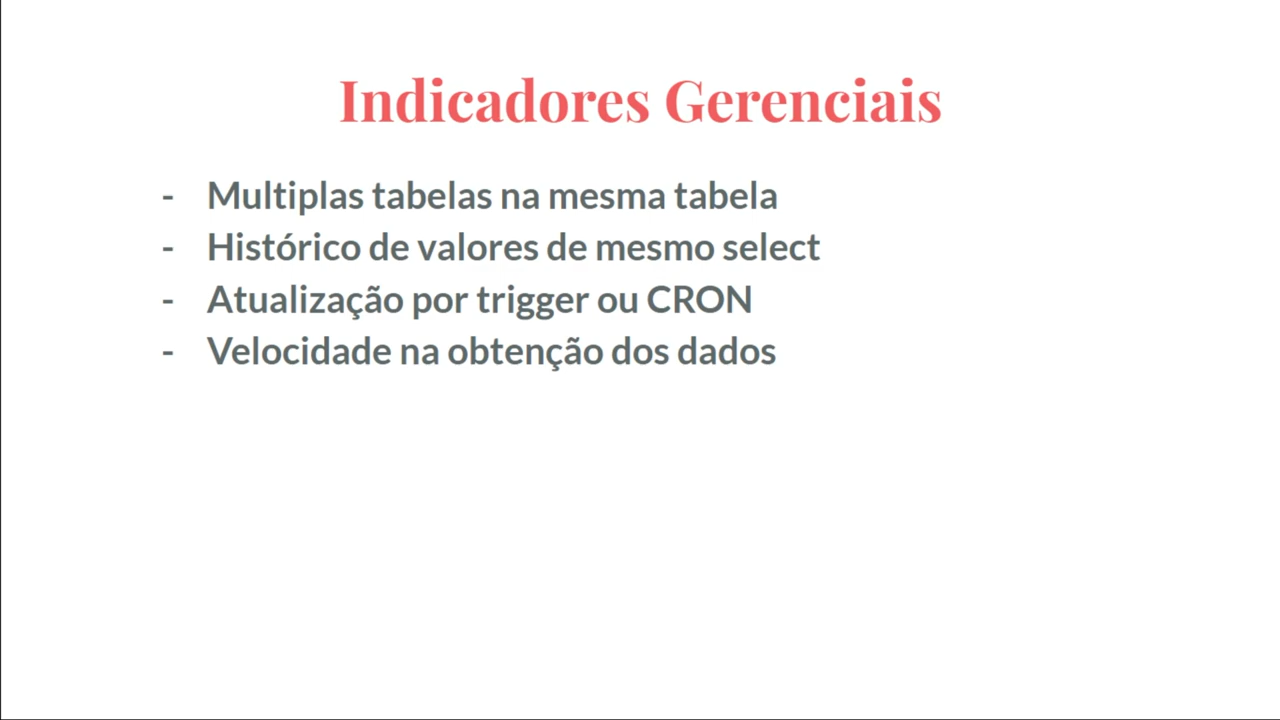 Indicadores Gerenciais
- Multiplas tabelas na mesma tabela
- Histórico de valores de mesmo select
- Atualização por trigger ou CRON
- Velocidade na obtenção dos dados